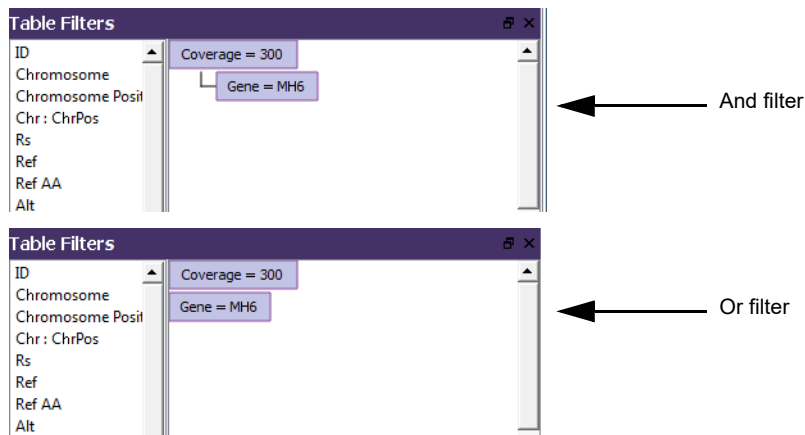 Table Filters
ID
Chromosome
Chromosome Posit
Chr : ChrPos
Rs
Ref
Ref AA
Alt
Coverage = 300
Gene = MH6
And filter
Table Filters
ID
Chromosome
Chromosome Posit
Chr : ChrPos
Rs
Ref
Ref AA
Alt
Coverage = 300
Gene = MH6
Or filter